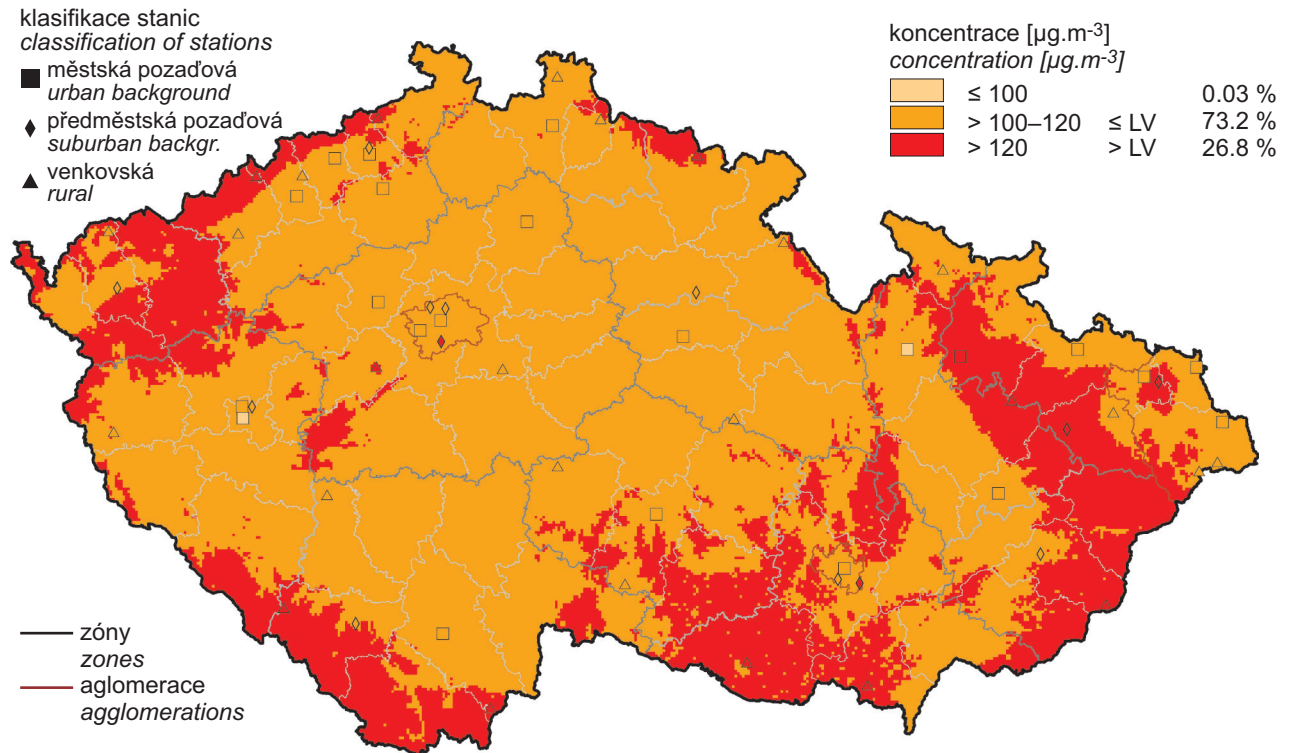 klasifikace stanic
classification of stations
městská pozaďová
urban background
předměstská pozaďová
suburban backgr.
venkovská
rural
koncentrace [µg.m-3]
concentration [µg.m-3]
≤ 100 0.03 %
> 100–120 ≤ LV 73.2 %
> 120 > LV 26.8 %
zóny
zones
aglomerace
agglomerations